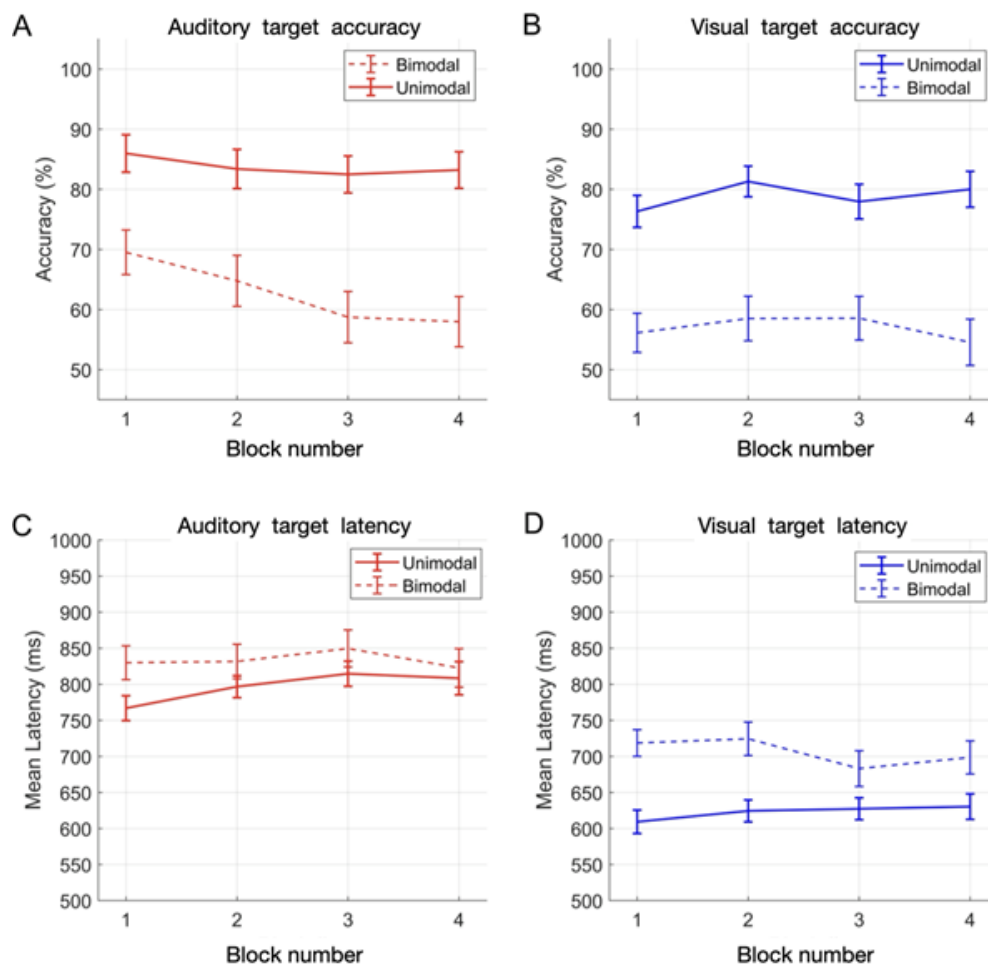 A
Auditory target accuracy
Bimodal
Unimodal
Accuracy (%)
100
90
80
70
60
50
1 2 3 4
Block number
B
Visual target accuracy
Unimodal
Bimodal
Accuracy (%)
100
90
80
70
60
50
1 2 3 4
Block number
C
Auditory target latency
Unimodal
Bimodal
Mean Latency (ms)
1000
950
900
850
800
750
700
650
600
550
500
1 2 3 4
Block number
D
Visual target latency
Unimodal
Bimodal
Mean Latency (ms)
1000
950
900
850
800
750
700
650
600
550
500
1 2 3 4
Block number